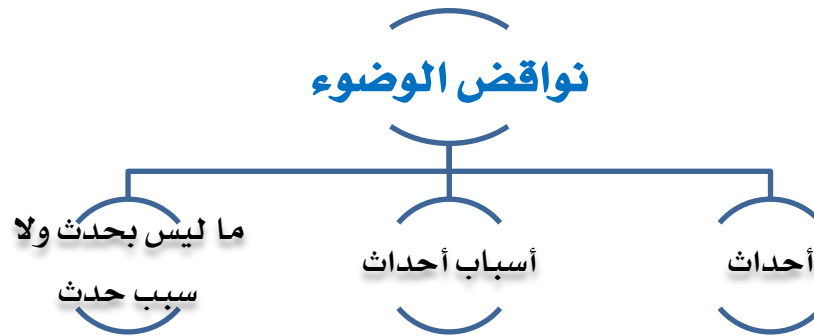 نواقض الوضوء
أحداث
أسباب أحداث
ما ليس بحدث ولا
سبب حدث